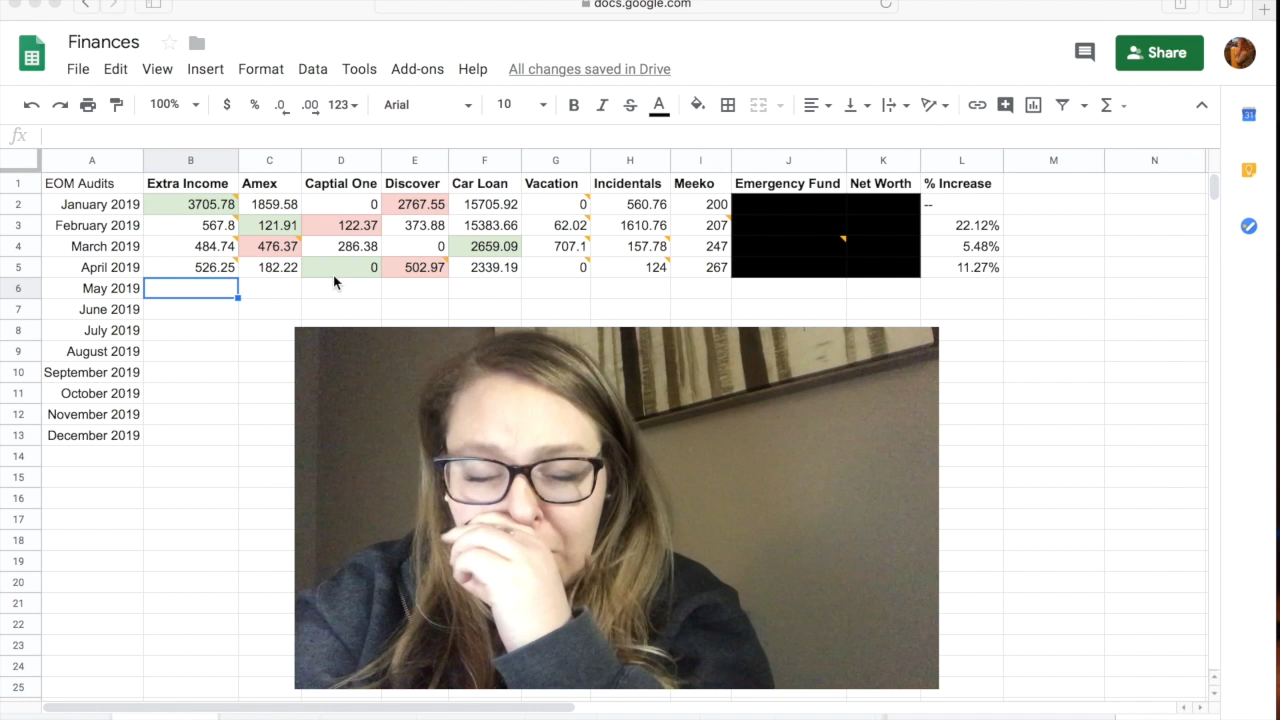 docs.google.com
Finances
File Edit View Insert Format Data Tools Add-ons Help All changes saved in Drive
Share
100% $ % .0 .00 123 Arial 10 B I S A Σ
31
fx
A B C D E F G H I J K L M N
1 EOM Audits Extra Income Amex Captial One Discover Car Loan Vacation Incidentals Meeko Emergency Fund Net Worth % Increase
2 January 2019 3705.78 1859.58 0 2767.55 15705.92 0 560.76 200 --
3 February 2019 567.8 121.91 122.37 373.88 15383.66 62.02 1610.76 207 22.12%
4 March 2019 484.74 476.37 286.38 0 2659.09 707.1 157.78 247 5.48%
5 April 2019 526.25 182.22 0 502.97 2339.19 0 124 267 11.27%
6 May 2019
7 June 2019
8 July 2019
9 August 2019
10 September 2019
11 October 2019
12 November 2019
13 December 2019
14
15
16
17
18
19
20
21
22
23
24
25